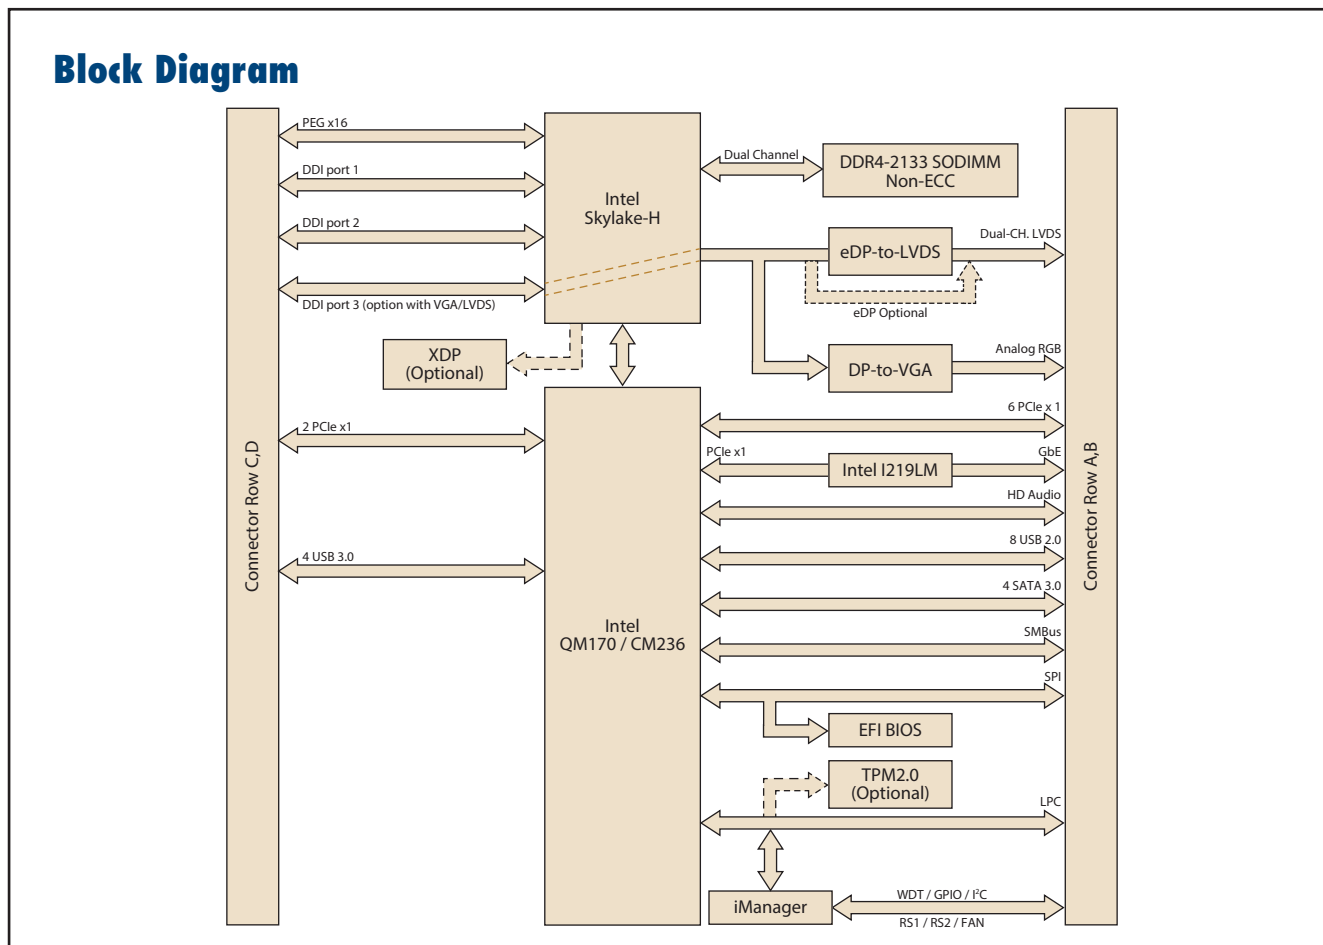 Block Diagram
PEG x16
DDI port 1
DDI port 2
DDI port 3 (option with VGA/LVDS)
Intel
Skylake-H
Dual Channel
DDR4-2133 SODIMM
Non-ECC
eDP-to-LVDS
Dual-CH. LVDS
eDP Optional
DP-to-VGA
Analog RGB
XDP
(Optional)
Connector Row C,D
2 PCIe x1
4 USB 3.0
Intel
QM170 / CM236
6 PCIe x 1
PCIe x1
Intel I219LM
GbE
HD Audio
8 USB 2.0
4 SATA 3.0
SMBus
SPI
EFI BIOS
TPM2.0
(Optional)
LPC
iManager
WDT / GPIO / I²C
RS1 / RS2 / FAN
Connector Row A,B